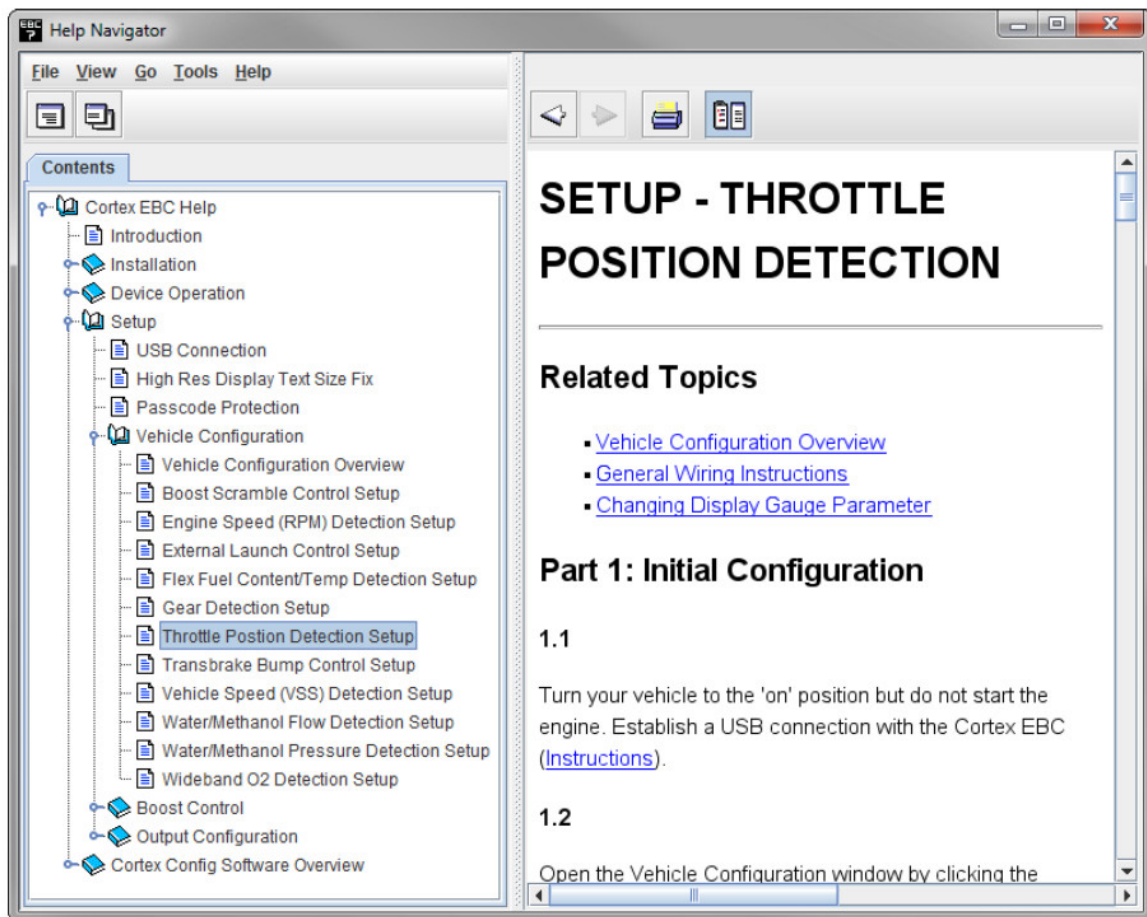 EBC
?
Help Navigator
File View Go Tools Help
Contents
Cortex EBC Help
Introduction
Installation
Device Operation
Setup
USB Connection
High Res Display Text Size Fix
Passcode Protection
Vehicle Configuration
Vehicle Configuration Overview
Boost Scramble Control Setup
Engine Speed (RPM) Detection Setup
External Launch Control Setup
Flex Fuel Content/Temp Detection Setup
Gear Detection Setup
Throttle Postion Detection Setup
Transbrake Bump Control Setup
Vehicle Speed (VSS) Detection Setup
Water/Methanol Flow Detection Setup
Water/Methanol Pressure Detection Setup
Wideband O2 Detection Setup
Boost Control
Output Configuration
Cortex Config Software Overview
SETUP - THROTTLE
POSITION DETECTION
Related Topics
Vehicle Configuration Overview
General Wiring Instructions
Changing Display Gauge Parameter
Part 1: Initial Configuration
1.1
Turn your vehicle to the 'on' position but do not start the
engine. Establish a USB connection with the Cortex EBC
(Instructions).
1.2
Open the Vehicle Configuration window by clicking the